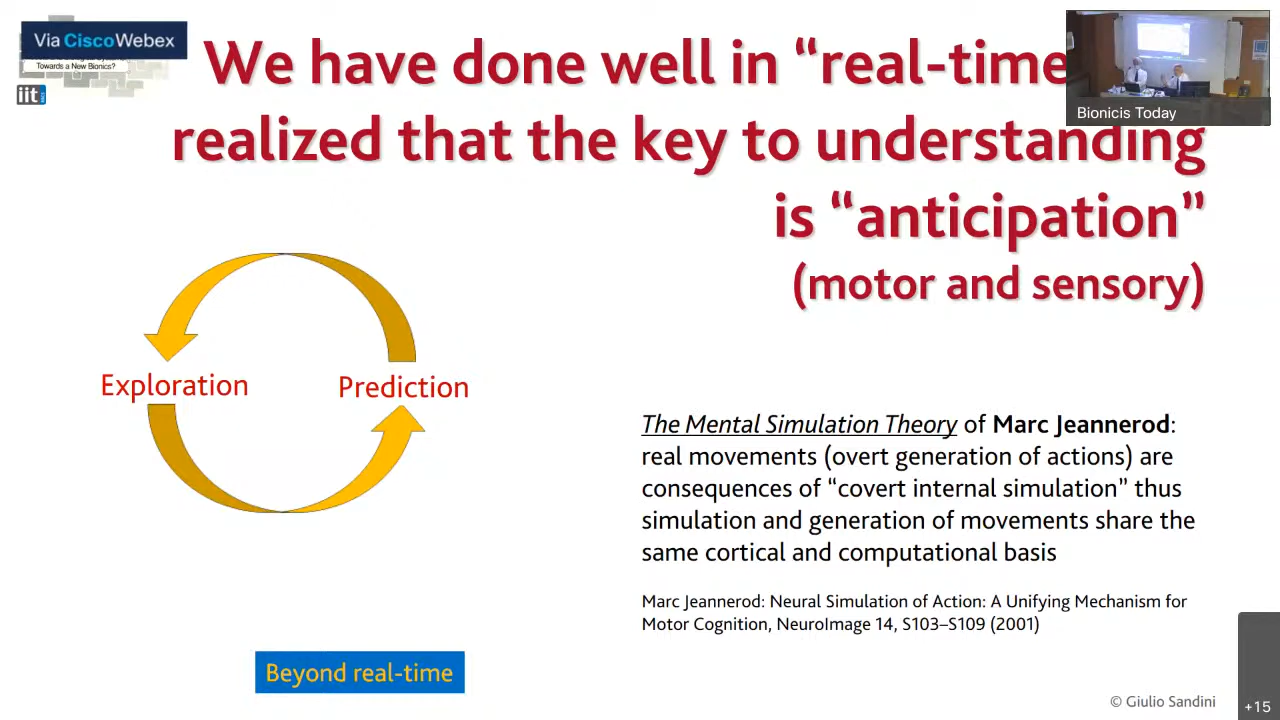 Via CiscoWebex
Towards a New Bionics?
iit
We have done well in “real-time
realized that the key to understanding
is “anticipation”
(motor and sensory)
Bionicis Today
Exploration
Prediction
The Mental Simulation Theory of Marc Jeannerod:
real movements (overt generation of actions) are
consequences of “covert internal simulation” thus
simulation and generation of movements share the
same cortical and computational basis
Marc Jeannerod: Neural Simulation of Action: A Unifying Mechanism for
Motor Cognition, NeuroImage 14, S103–S109 (2001)
Beyond real-time
© Giulio Sandini
+15